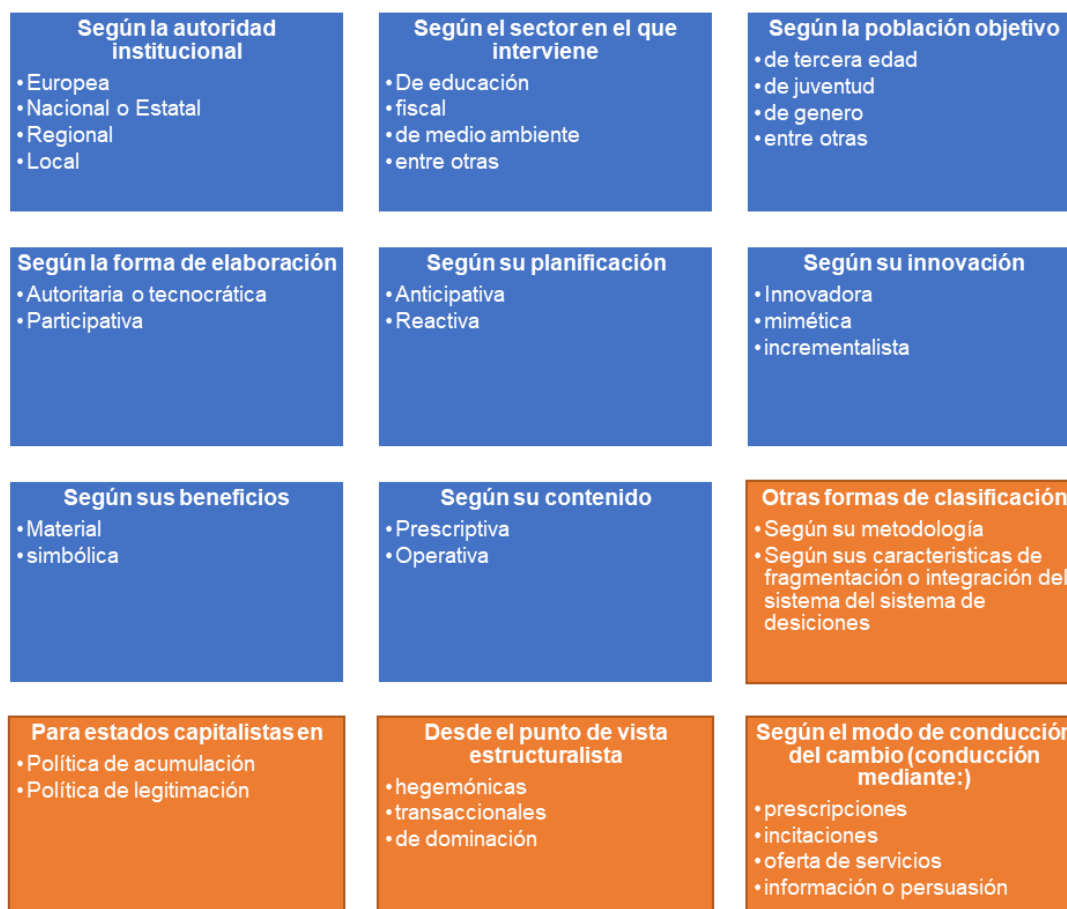 Según la autoridad
institucional
•Europea
•Nacional o Estatal
•Regional
•Local
Según el sector en el que
interviene
•De educación
•fiscal
•de medio ambiente
•entre otras
Según la población objetivo
•de tercera edad
•de juventud
•de genero
•entre otras
Según la forma de elaboración
•Autoritaria o tecnocrática
•Participativa
Según su planificación
•Anticipativa
•Reactiva
Según su innovación
•Innovadora
•mimética
•incrementalista
Según sus beneficios
•Material
•simbólica
Según su contenido
•Prescriptiva
•Operativa
Otras formas de clasificación
•Según su metodología
•Según sus caracteristicas de
fragmentación o integración del
sistema del sistema de
desiciones
Para estados capitalistas en
•Política de acumulación
•Política de legitimación
Desde el punto de vista
estructuralista
•hegemónicas
•transaccionales
•de dominación
Según el modo de conducción
del cambio (conducción
mediante:)
•prescripciones
•incitaciones
•oferta de servicios
•información o persuasión